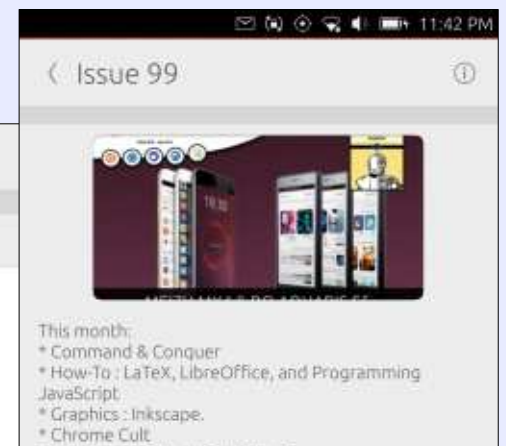 11:42 PM
Issue 99
This month:
* Command & Conquer
* How-To : LaTeX, LibreOffice, and Programming
JavaScript
* Graphics : Inkscape.
* Chrome Cult